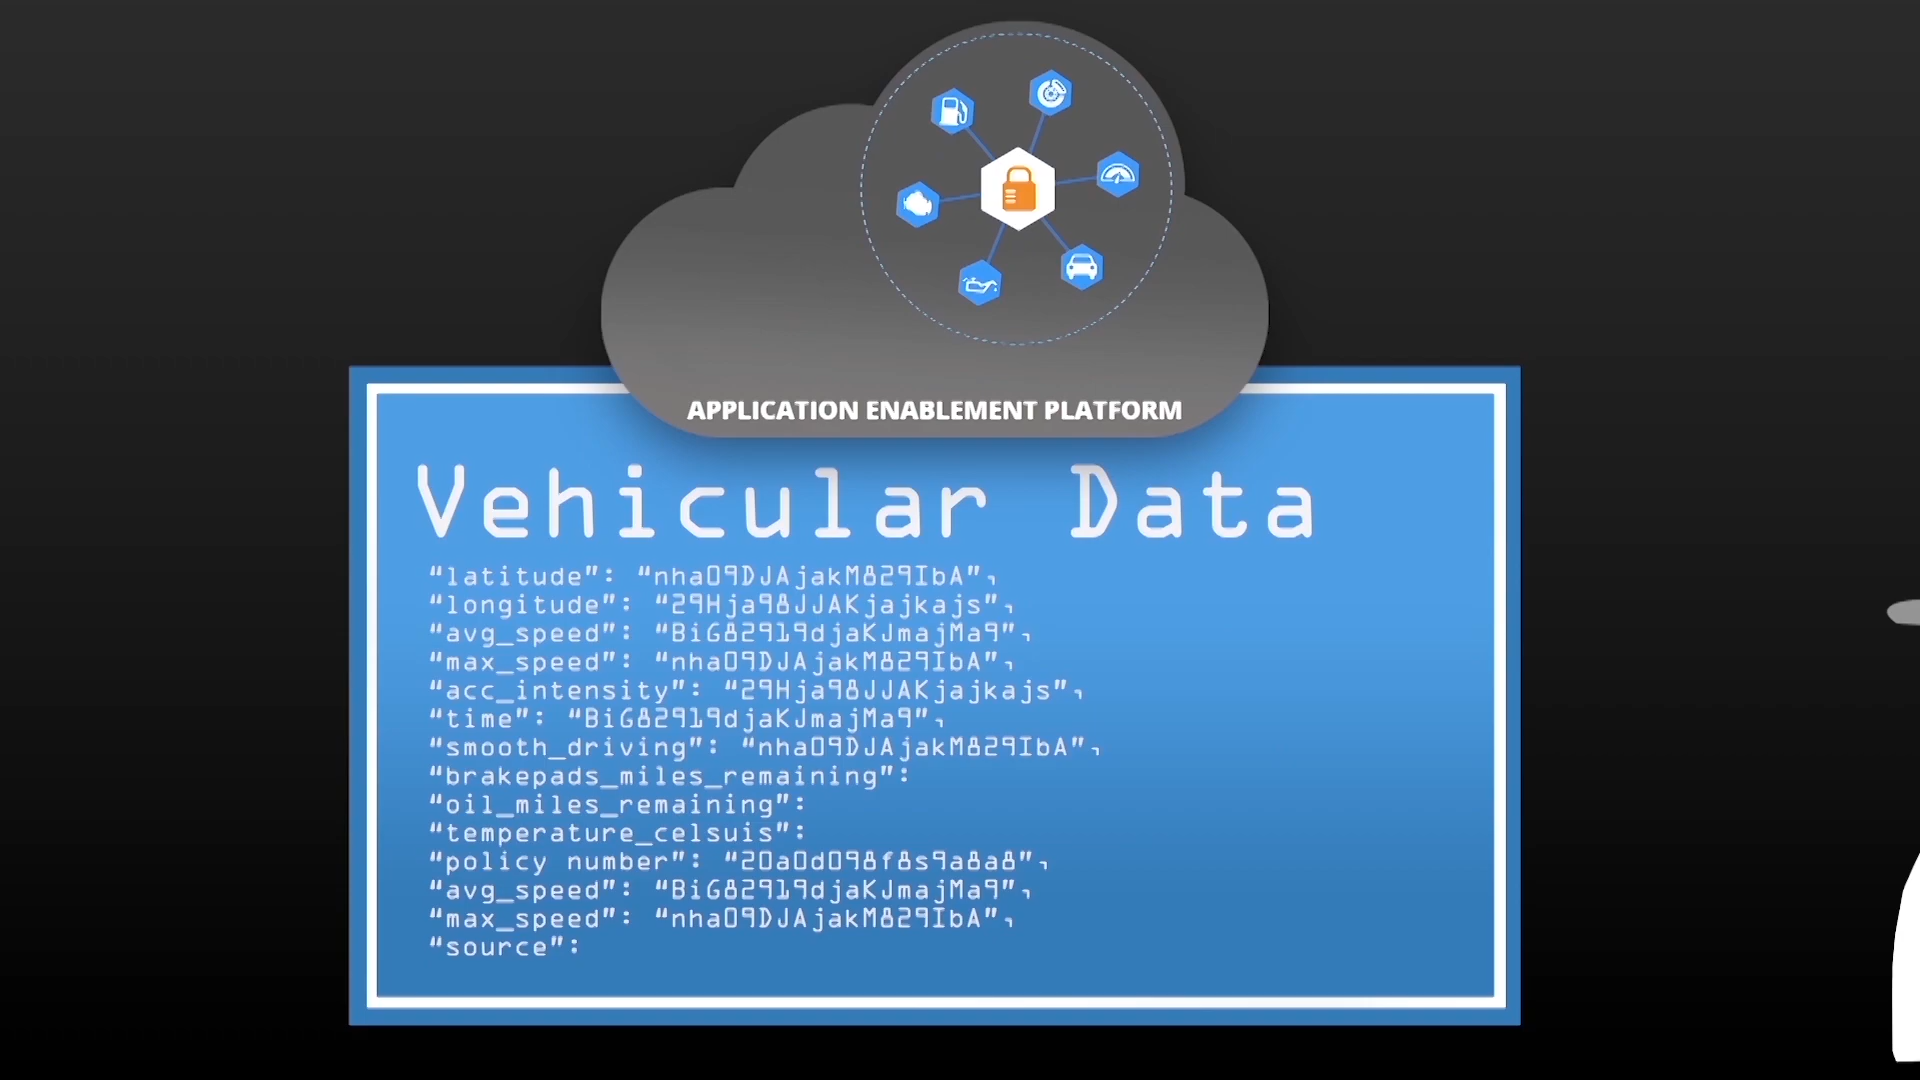 APPLICATION ENABLEMENT PLATFORM
Vehicular Data
“latitude”: “nha09DJAjakM829IbA”,
“longitude”: “29Hja98JJAKjajkajs”,
“avg_speed”: “BiG82919djaKJmajMa9”,
“max_speed”: “nha09DJAjakM829IbA”,
“acc_intensity”: “29Hja98JJAKjajkajs”,
“time”: “BiG82919djaKJmajMa9”,
“smooth_driving”: “nha09DJAjakM829IbA”,
“brakepads_miles_remaining”:
“oil_miles_remaining”:
“temperature_celsuis”:
“policy number”: “20a0d098f8s9a8a8”,
“avg_speed”: “BiG82919djaKJmajMa9”,
“max_speed”: “nha09DJAjakM829IbA”,
“source”: